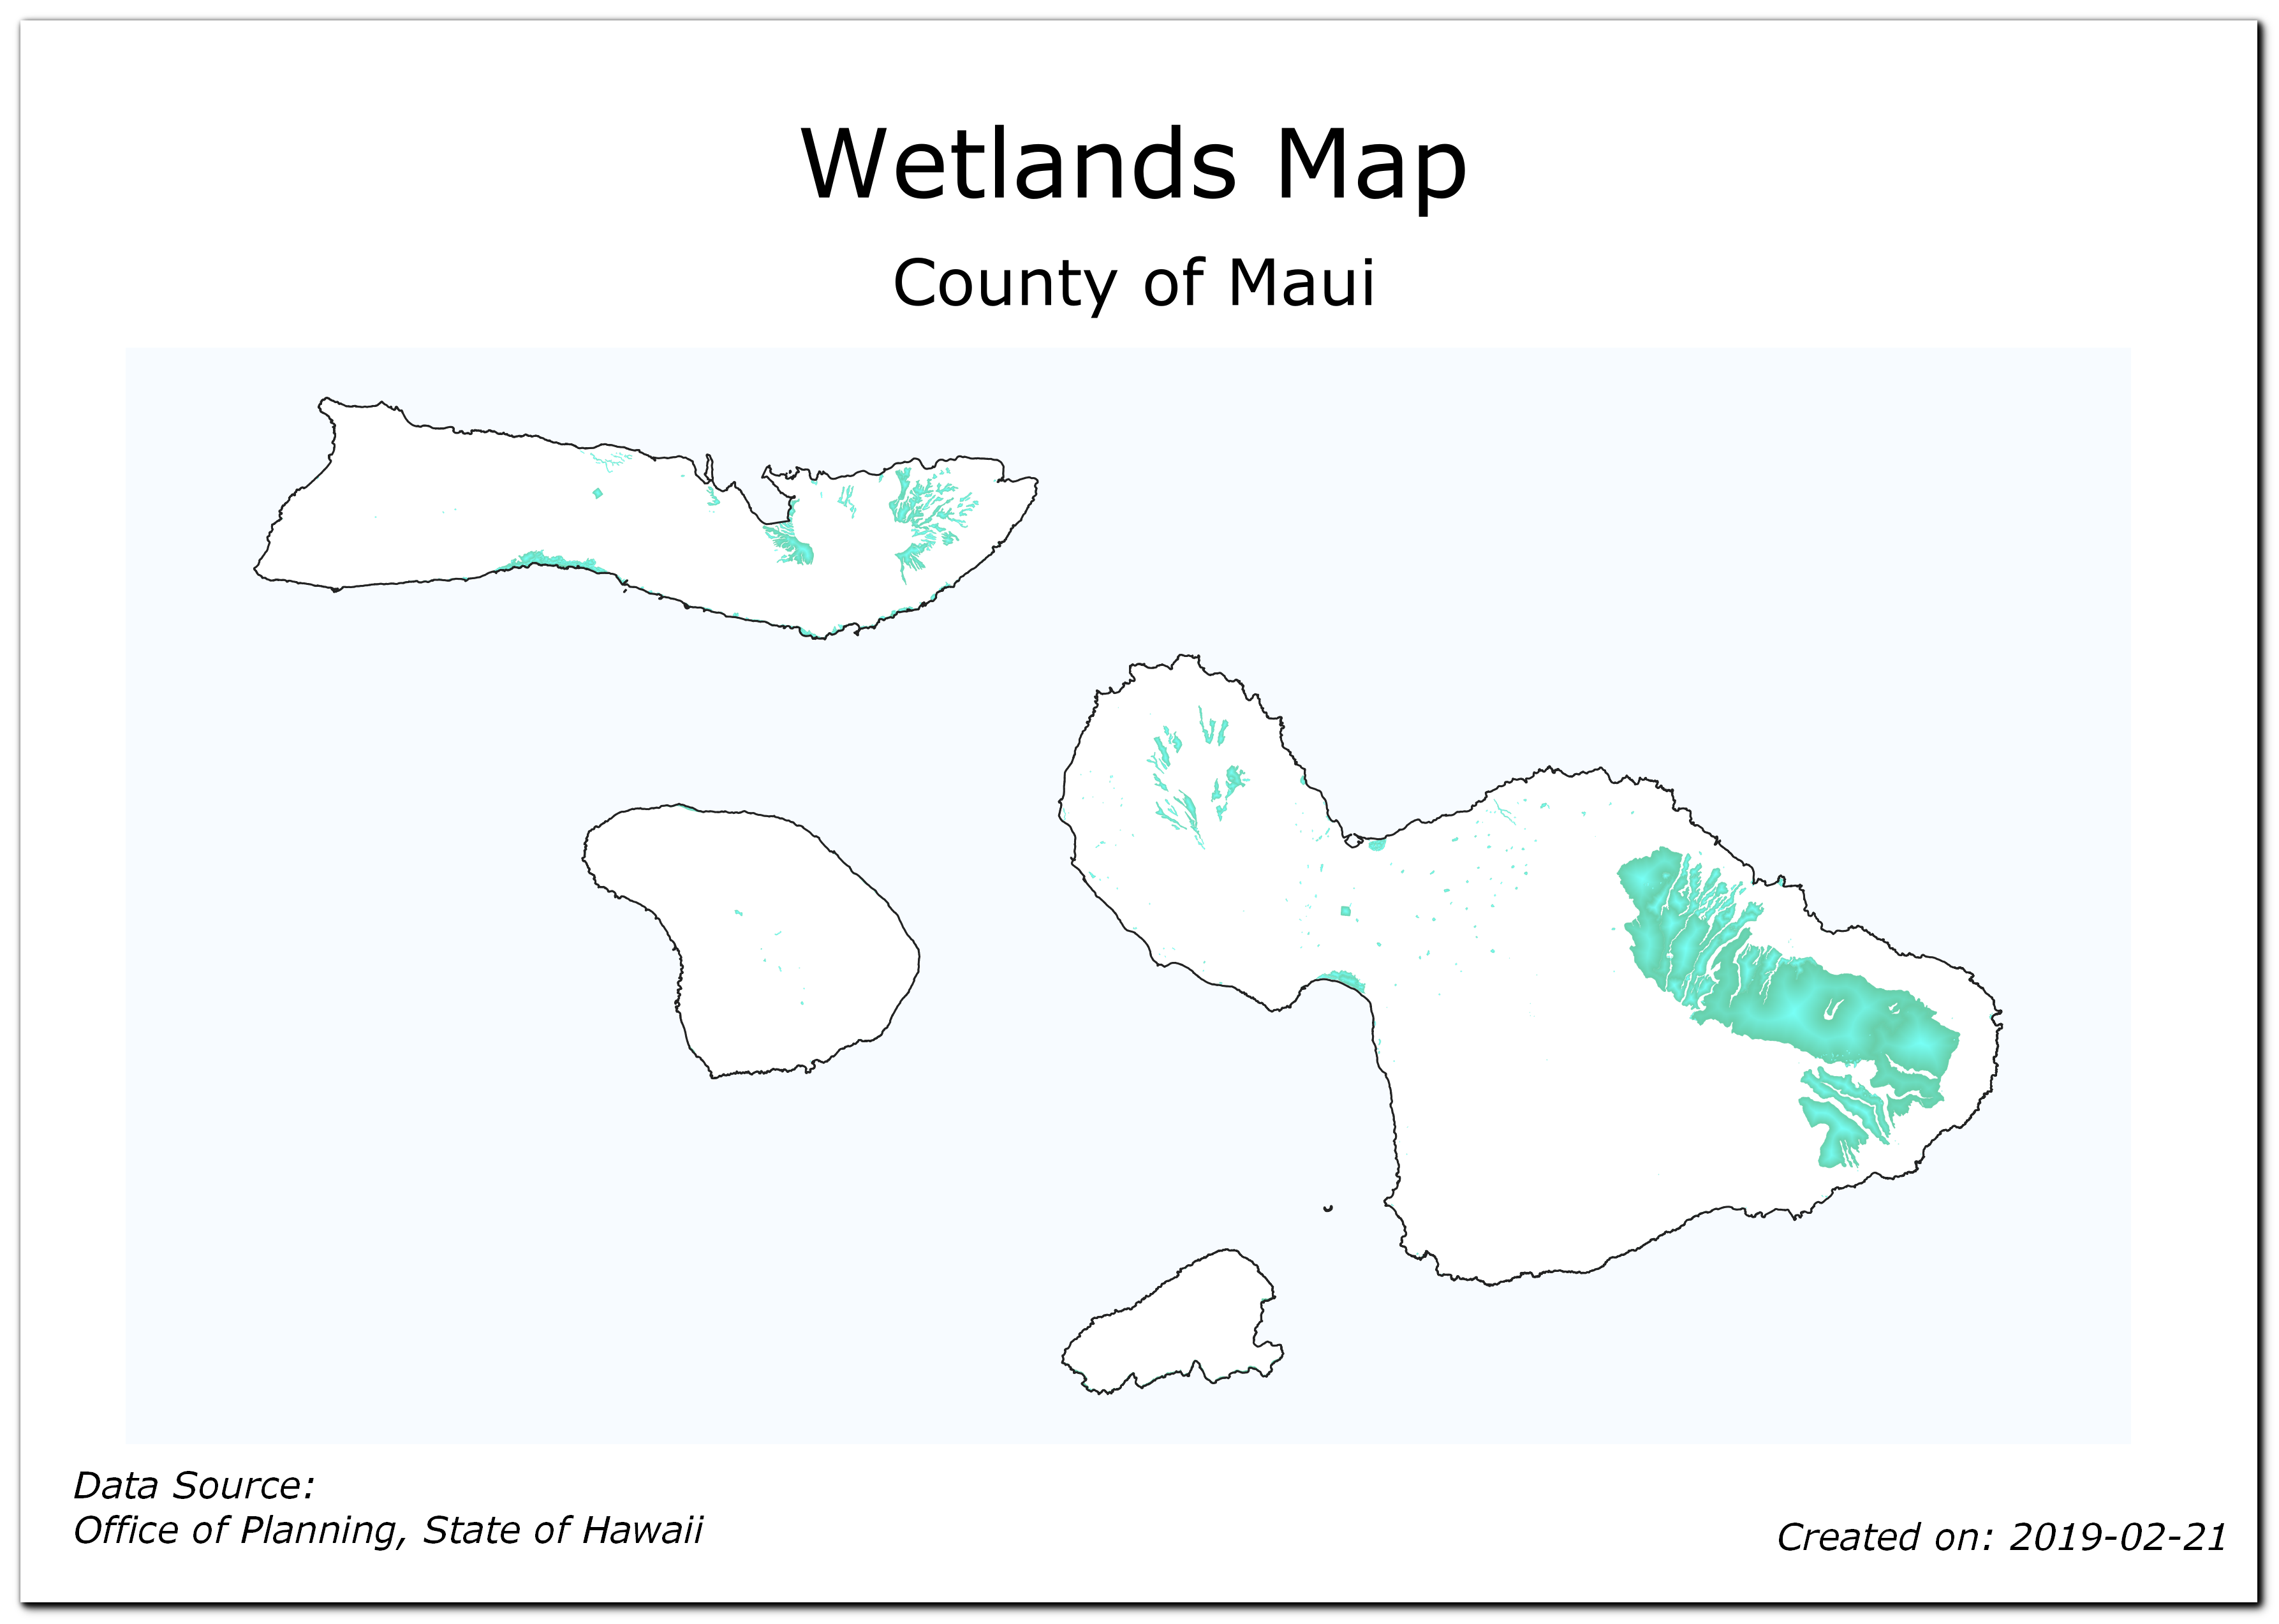 Wetlands Map
County of Maui
Data Source:
Office of Planning, State of Hawaii
Created on: 2019-02-21